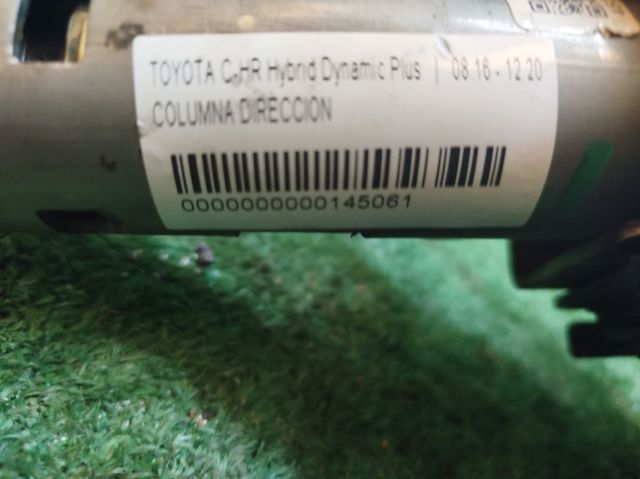 TOYOTA C-HR Hybrid Dynamic Plus | 08.16 - 12.20
COLUMNA DIRECCION
0000000000145061